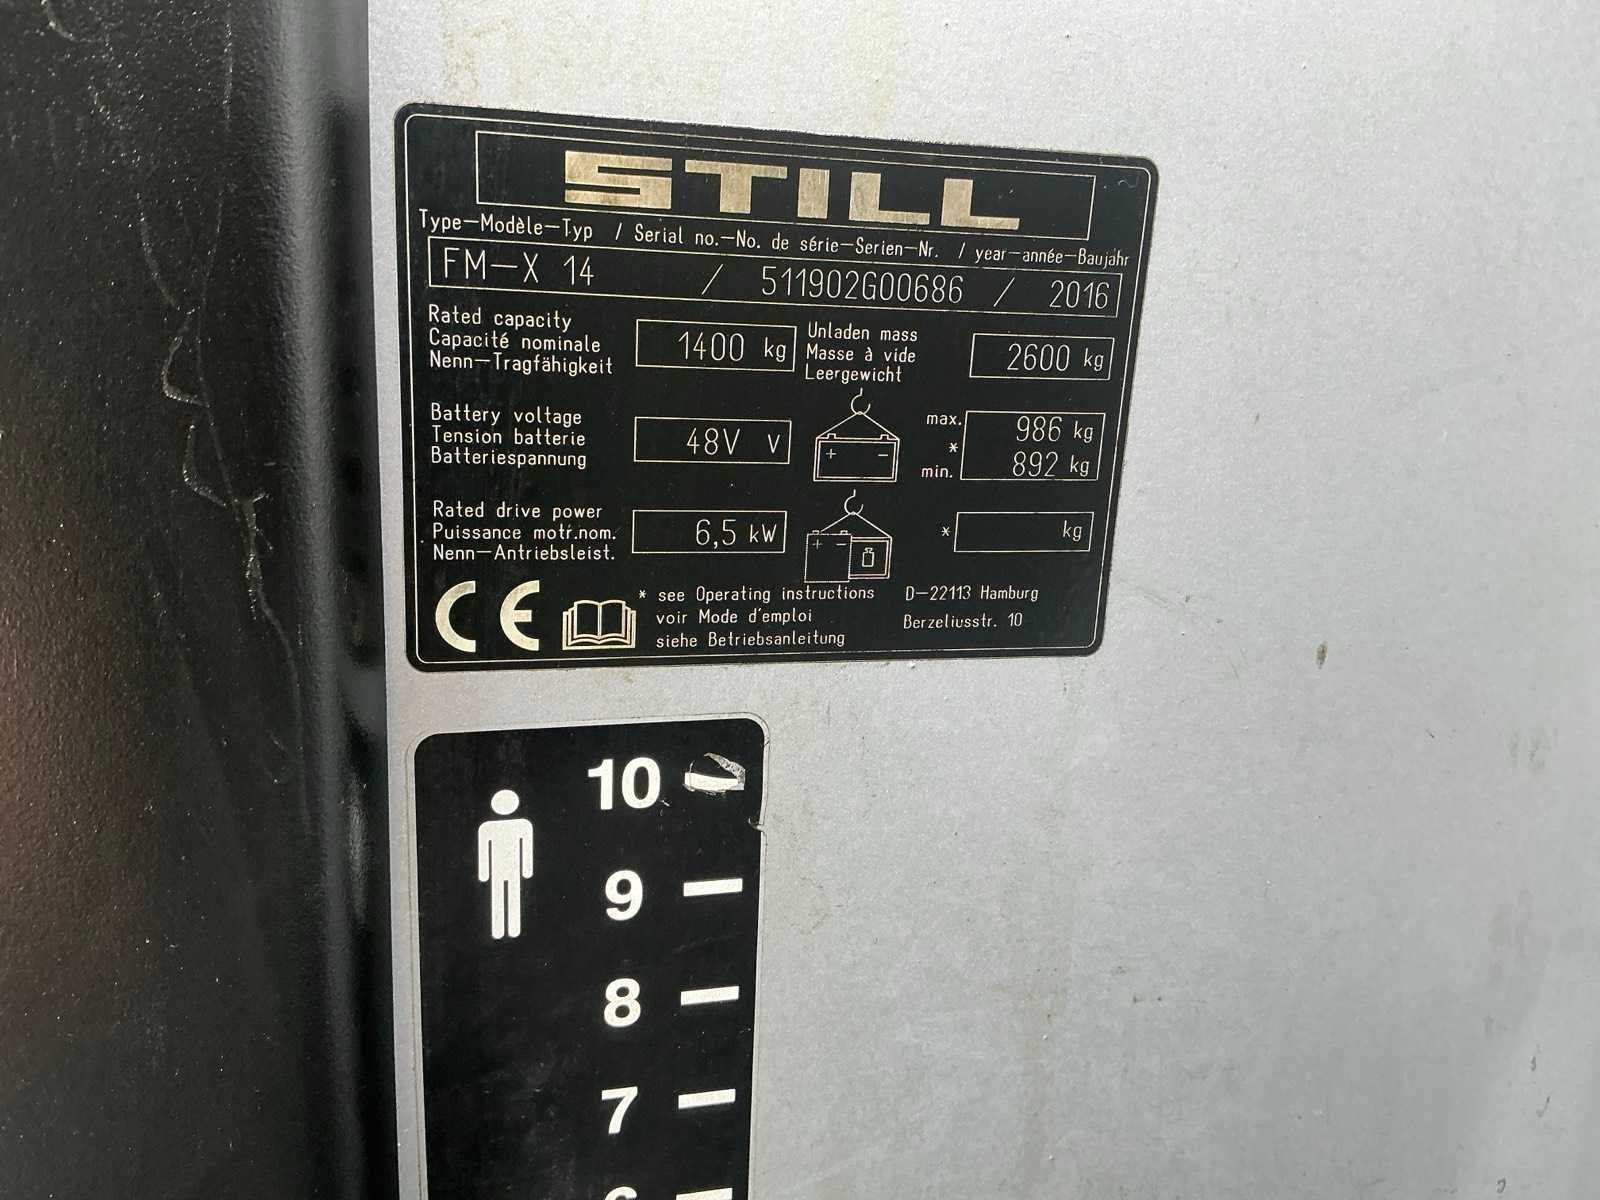 STILL
Type-Modèle-Typ / Serial no.-No. de série-Serien-Nr. / year-année-Baujahr
FM-X 14 / 511902G00686 / 2016
Rated capacity
Capacité nominale
Nenn-Tragfähigkeit
1400 kg
Unladen mass
Masse à vide
Leergewicht
2600 kg
Battery voltage
Tension batterie
Batteriespannung
48V V
+ -
max. 986 kg
*
min. 892 kg
Rated drive power
Puissance motr.nom.
Nenn-Antriebsleist.
6,5 kW
+ -
* kg
CE
* see Operating instructions
voir Mode d'emploi
siehe Betriebsanleitung
D-22113 Hamburg
Berzeliusstr. 10
10
9
8
7
6